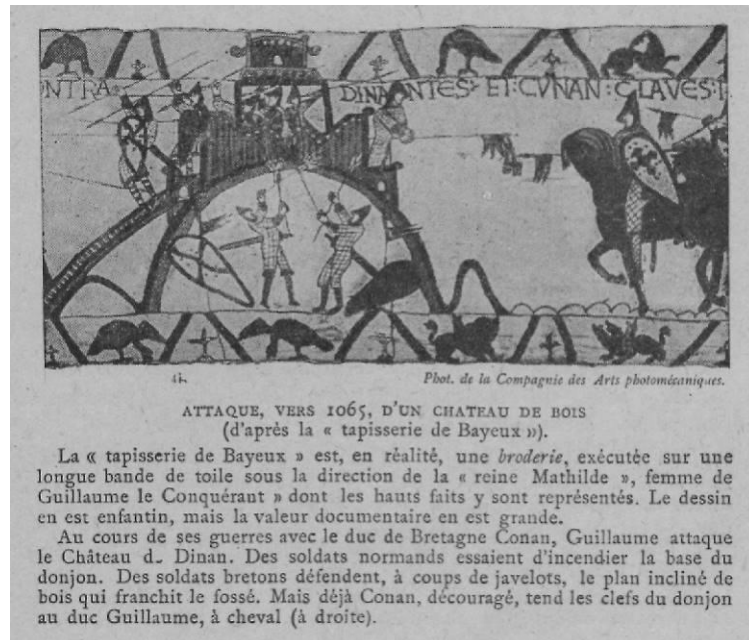 ONTRA
DINANTES: ET: CVNAN: CLAVES:
Phot. de la Compagnie des Arts photomécaniques.
ATTAQUE, VERS 1065, D'UN CHATEAU DE BOIS
(d'après la « tapisserie de Bayeux »).
La « tapisserie de Bayeux » est, en réalité, une broderie, exécutée sur une
longue bande de toile sous la direction de la « reine Mathilde », femme de
Guillaume le Conquérant » dont les hauts faits y sont représentés. Le dessin
en est enfantin, mais la valeur documentaire en est grande.
Au cours de ses guerres avec le duc de Bretagne Conan, Guillaume attaque
le Château d. Dinan. Des soldats normands essaient d'incendier la base du
donjon. Des soldats bretons défendent, à coups de javelots, le plan incliné de
bois qui franchit le fossé. Mais déjà Conan, découragé, tend les clefs du donjon
au duc Guillaume, à cheval (à droite).